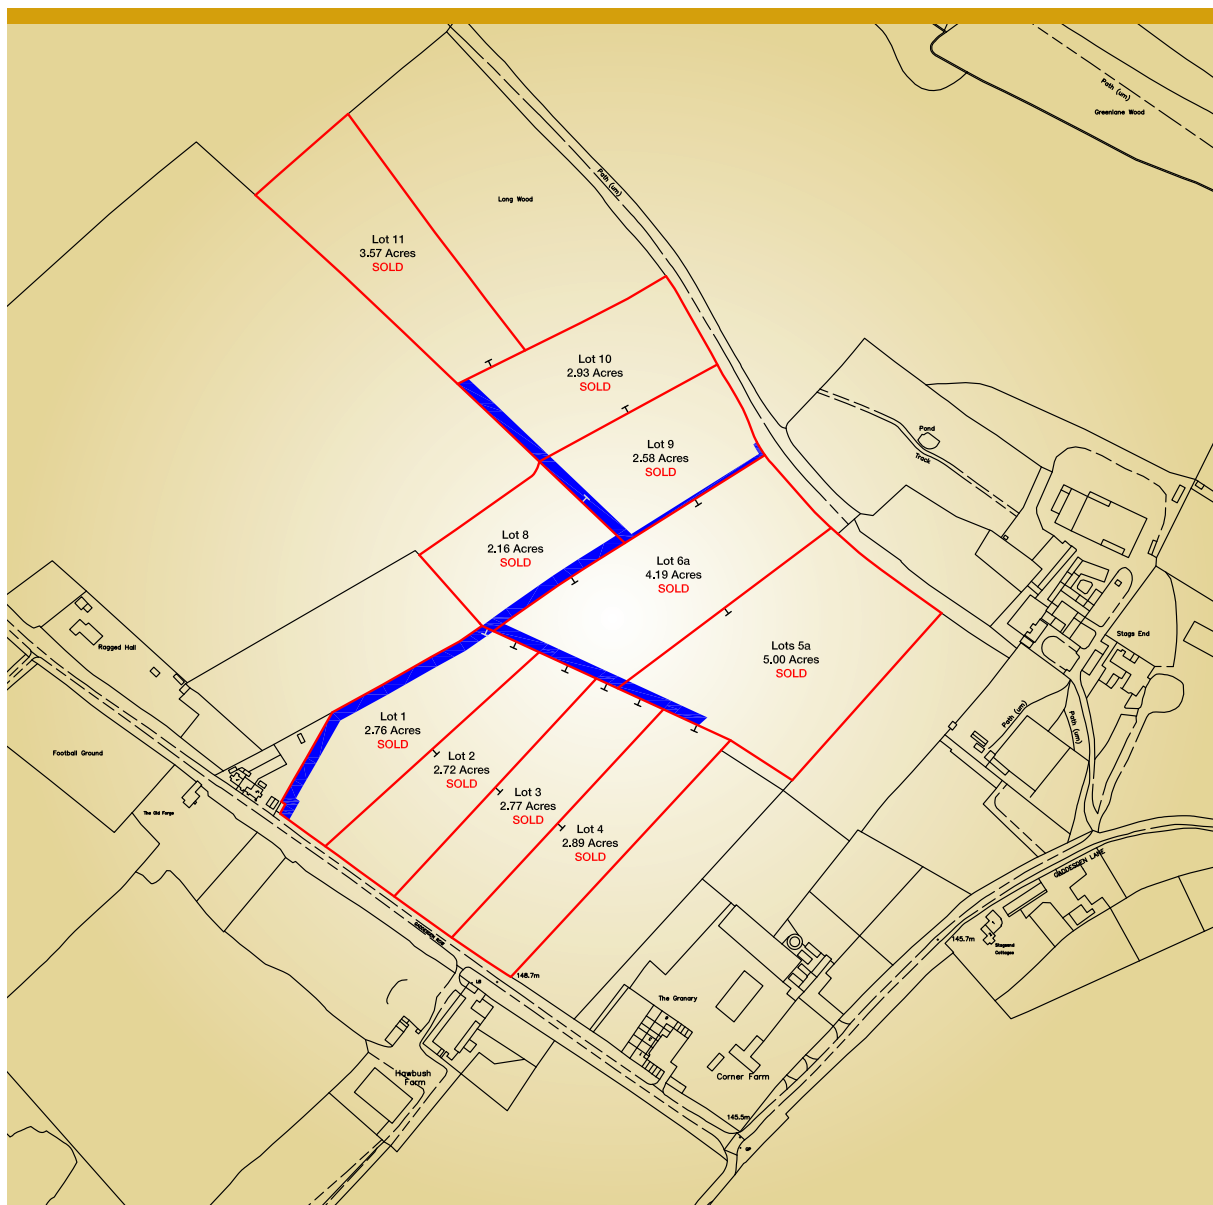 Path (um)
Greenlane Wood
Path (um)
Long Wood
Lot 11
3.57 Acres
SOLD
Lot 10
2.93 Acres
SOLD
Pond
Track
Lot 9
2.58 Acres
SOLD
Lot 8
2.16 Acres
SOLD
Lot 6a
4.19 Acres
SOLD
Stags End
Ragged Hall
Lots 5a
5.00 Acres
SOLD
Path (um)
Path (um)
Lot 1
2.76 Acres
SOLD
Football Ground
Lot 2
2.72 Acres
SOLD
Lot 3
2.77 Acres
SOLD
The Old Forge
Lot 4
2.89 Acres
SOLD
GADDESDEN LANE
GADDESDEN ROW
145.7m
Stagsend
Cottages
148.7m
LB
The Granary
Hawbush
Farm
Corner Farm
145.5m